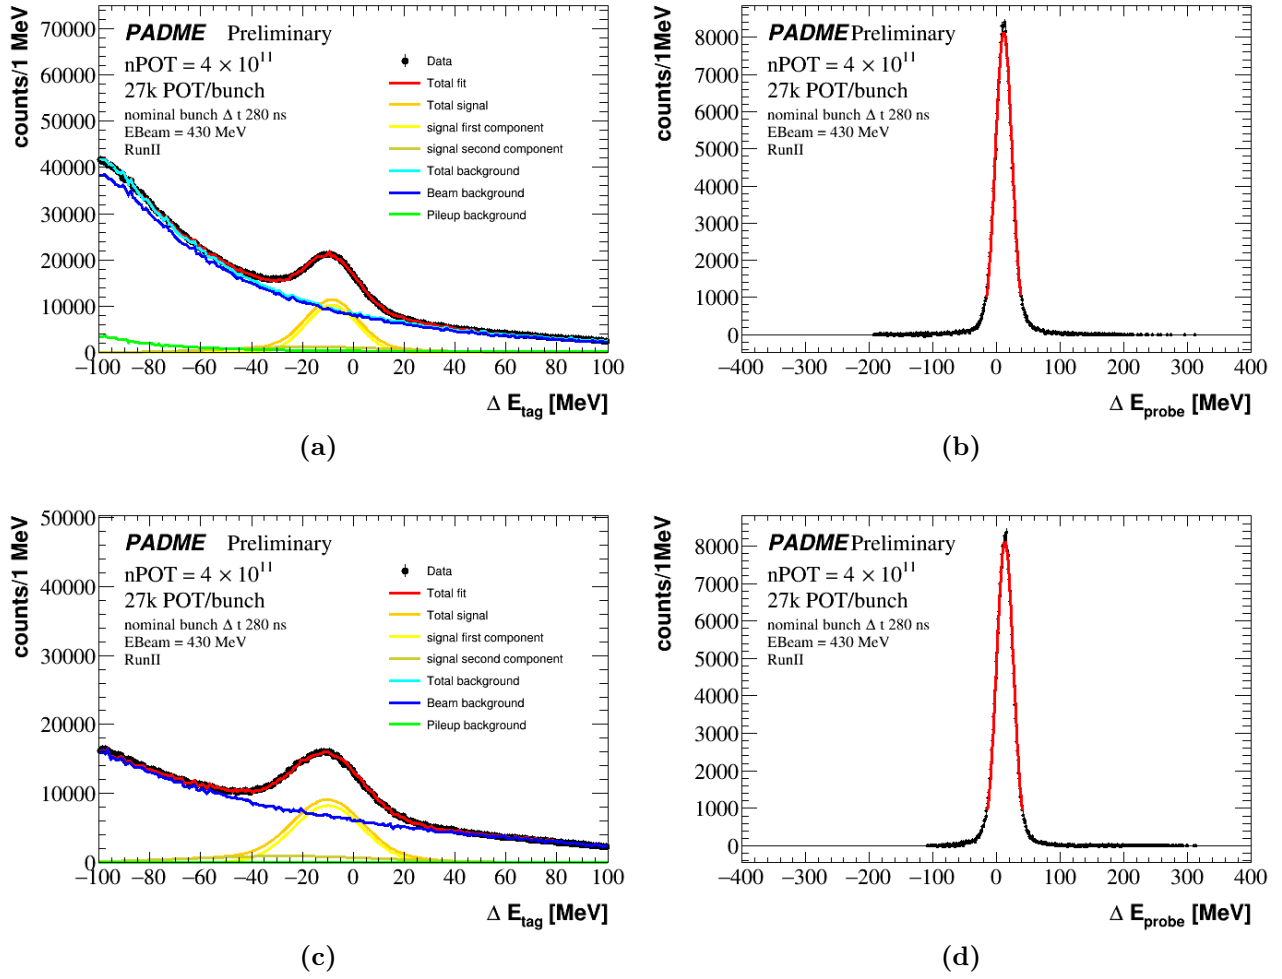 counts/1 MeV
70000
60000
50000
40000
30000
20000
10000
0
PADME Preliminary
nPOT = 4 × 10¹¹
27k POT/bunch
nominal bunch Δ t 280 ns
EBeam = 430 MeV
RunII
Data
Total fit
Total signal
signal first component
signal second component
Total background
Beam background
Pileup background
−100 −80 −60 −40 −20 0 20 40 60 80 100
Δ E_tag [MeV]
(a)
counts/1MeV
8000
7000
6000
5000
4000
3000
2000
1000
0
PADME Preliminary
nPOT = 4 × 10¹¹
27k POT/bunch
nominal bunch Δ t 280 ns
EBeam = 430 MeV
RunII
−400 −300 −200 −100 0 100 200 300 400
Δ E_probe [MeV]
(b)
counts/1 MeV
50000
40000
30000
20000
10000
0
PADME Preliminary
nPOT = 4 × 10¹¹
27k POT/bunch
nominal bunch Δ t 280 ns
EBeam = 430 MeV
RunII
Data
Total fit
Total signal
signal first component
signal second component
Total background
Beam background
Pileup background
−100 −80 −60 −40 −20 0 20 40 60 80 100
Δ E_tag [MeV]
(c)
counts/1MeV
8000
7000
6000
5000
4000
3000
2000
1000
0
PADME Preliminary
nPOT = 4 × 10¹¹
27k POT/bunch
nominal bunch Δ t 280 ns
EBeam = 430 MeV
RunII
−400 −300 −200 −100 0 100 200 300 400
Δ E_probe [MeV]
(d)